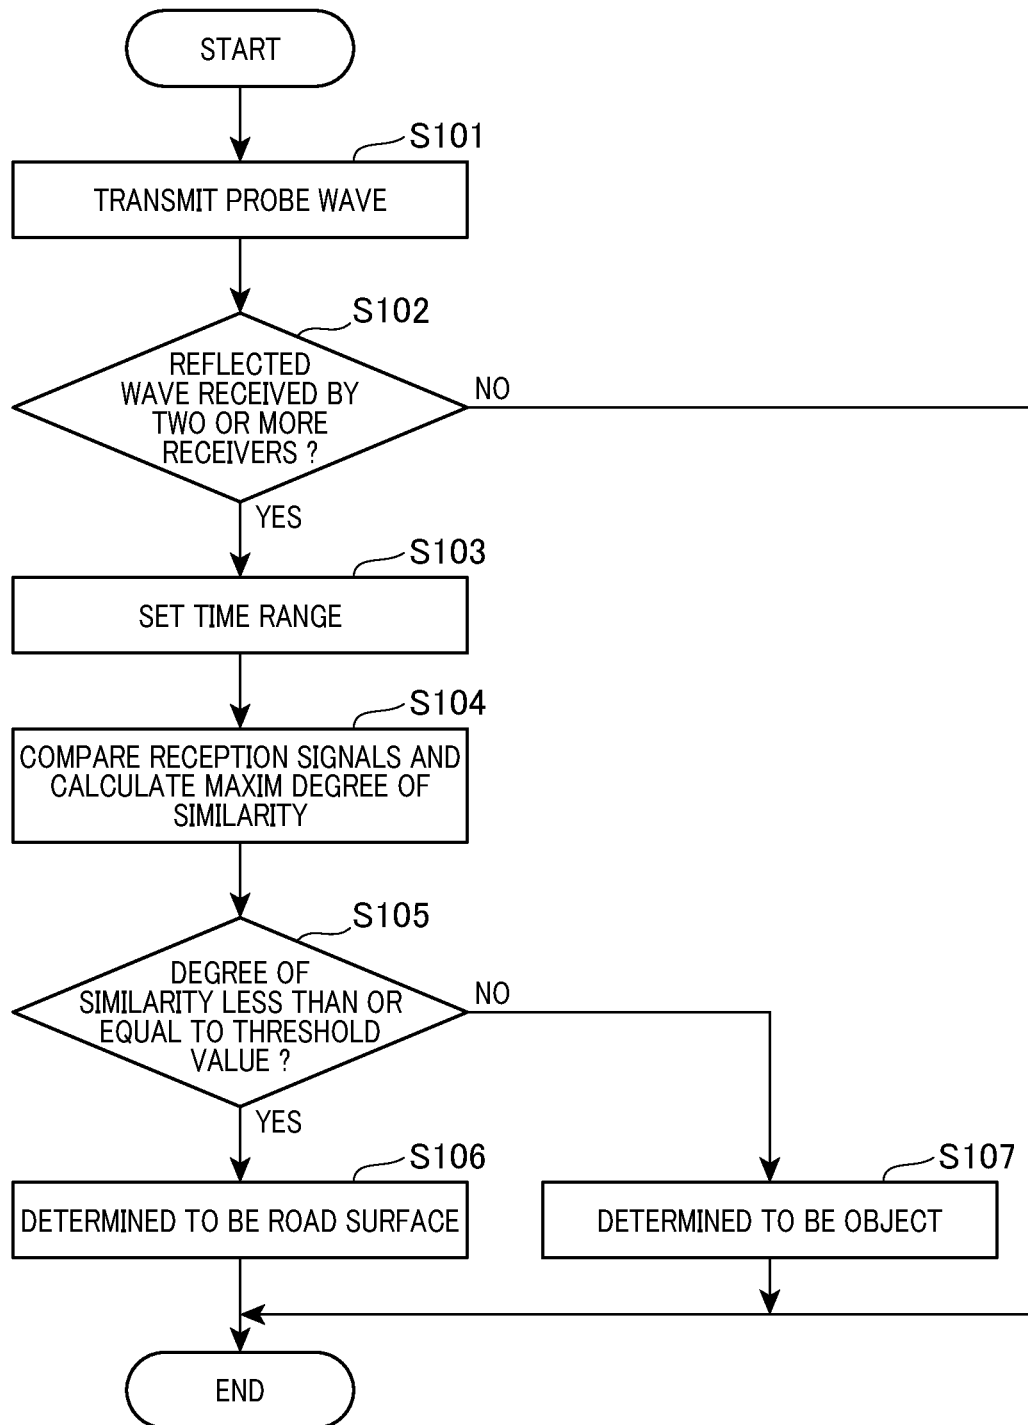 START
S101
TRANSMIT PROBE WAVE
S102
REFLECTED
WAVE RECEIVED BY
TWO OR MORE
RECEIVERS ?
NO
YES
S103
SET TIME RANGE
S104
COMPARE RECEPTION SIGNALS AND
CALCULATE MAXIM DEGREE OF
SIMILARITY
S105
DEGREE OF
SIMILARITY LESS THAN OR
EQUAL TO THRESHOLD
VALUE ?
NO
YES
S106
DETERMINED TO BE ROAD SURFACE
S107
DETERMINED TO BE OBJECT
END